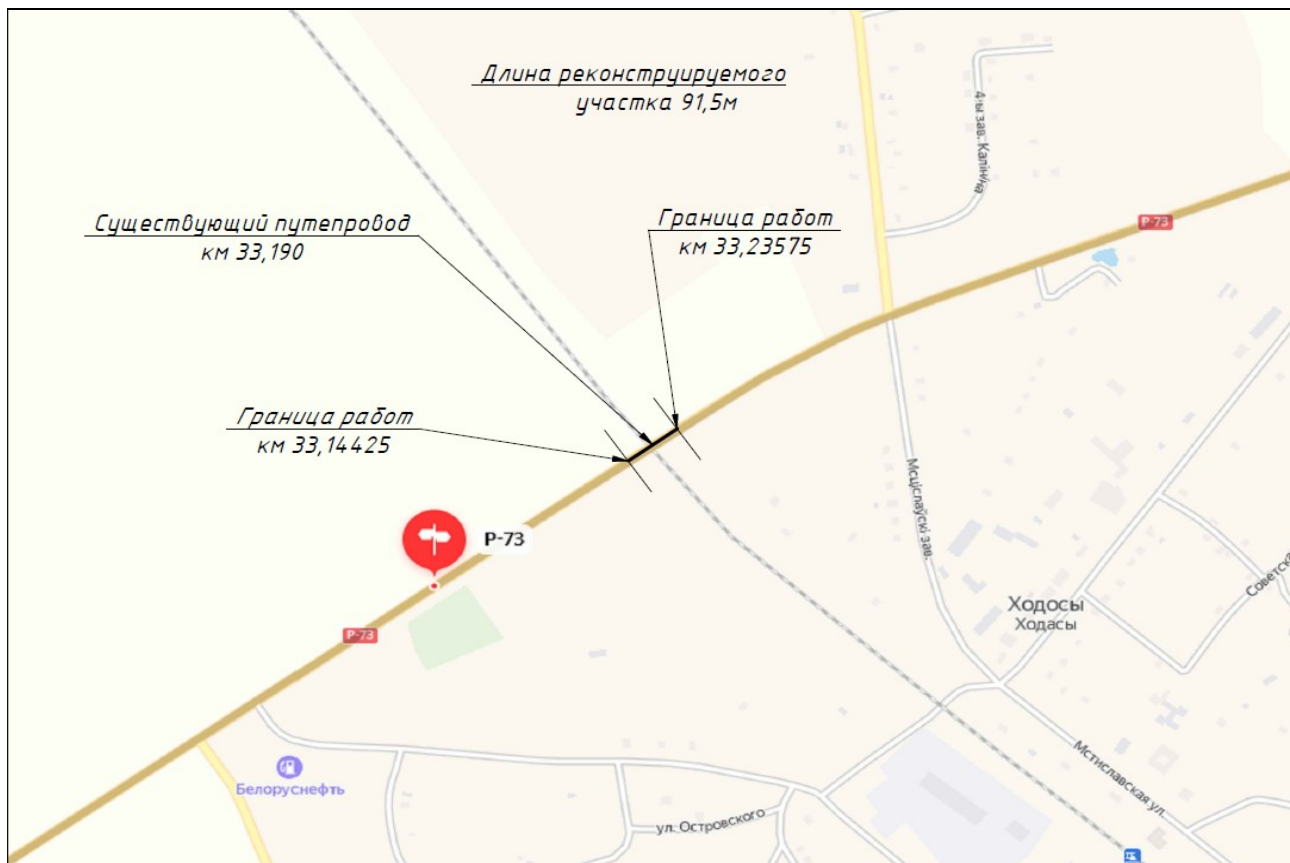 Длина реконструируемого
участка 91,5м
4-ы зав. Калініна
Существующий путепровод
км 33,190
Граница работ
км 33,23575
Р-73
Граница работ
км 33,14425
Мсціслаўскі зав.
Р-73
Советска
Ходосы
Ходасы
Р-73
Белоруснефть
Мстиславская ул.
ул. Островского